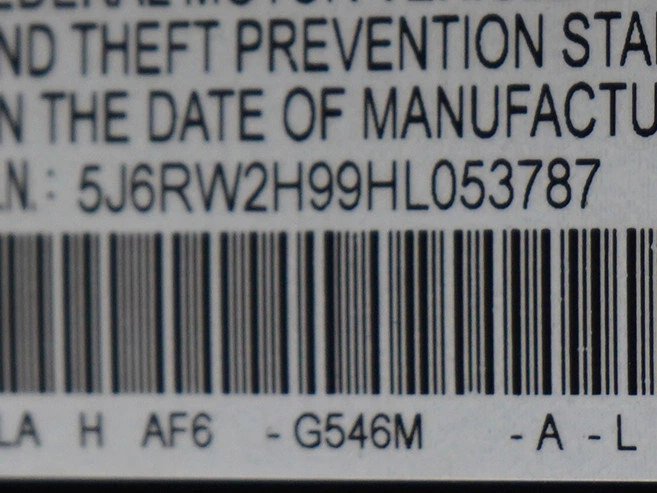 ND THEFT PREVENTION STA
N THE DATE OF MANUFACTU
I.N.: 5J6RW2H99HL053787
LA H AF6 - G546M - A - L